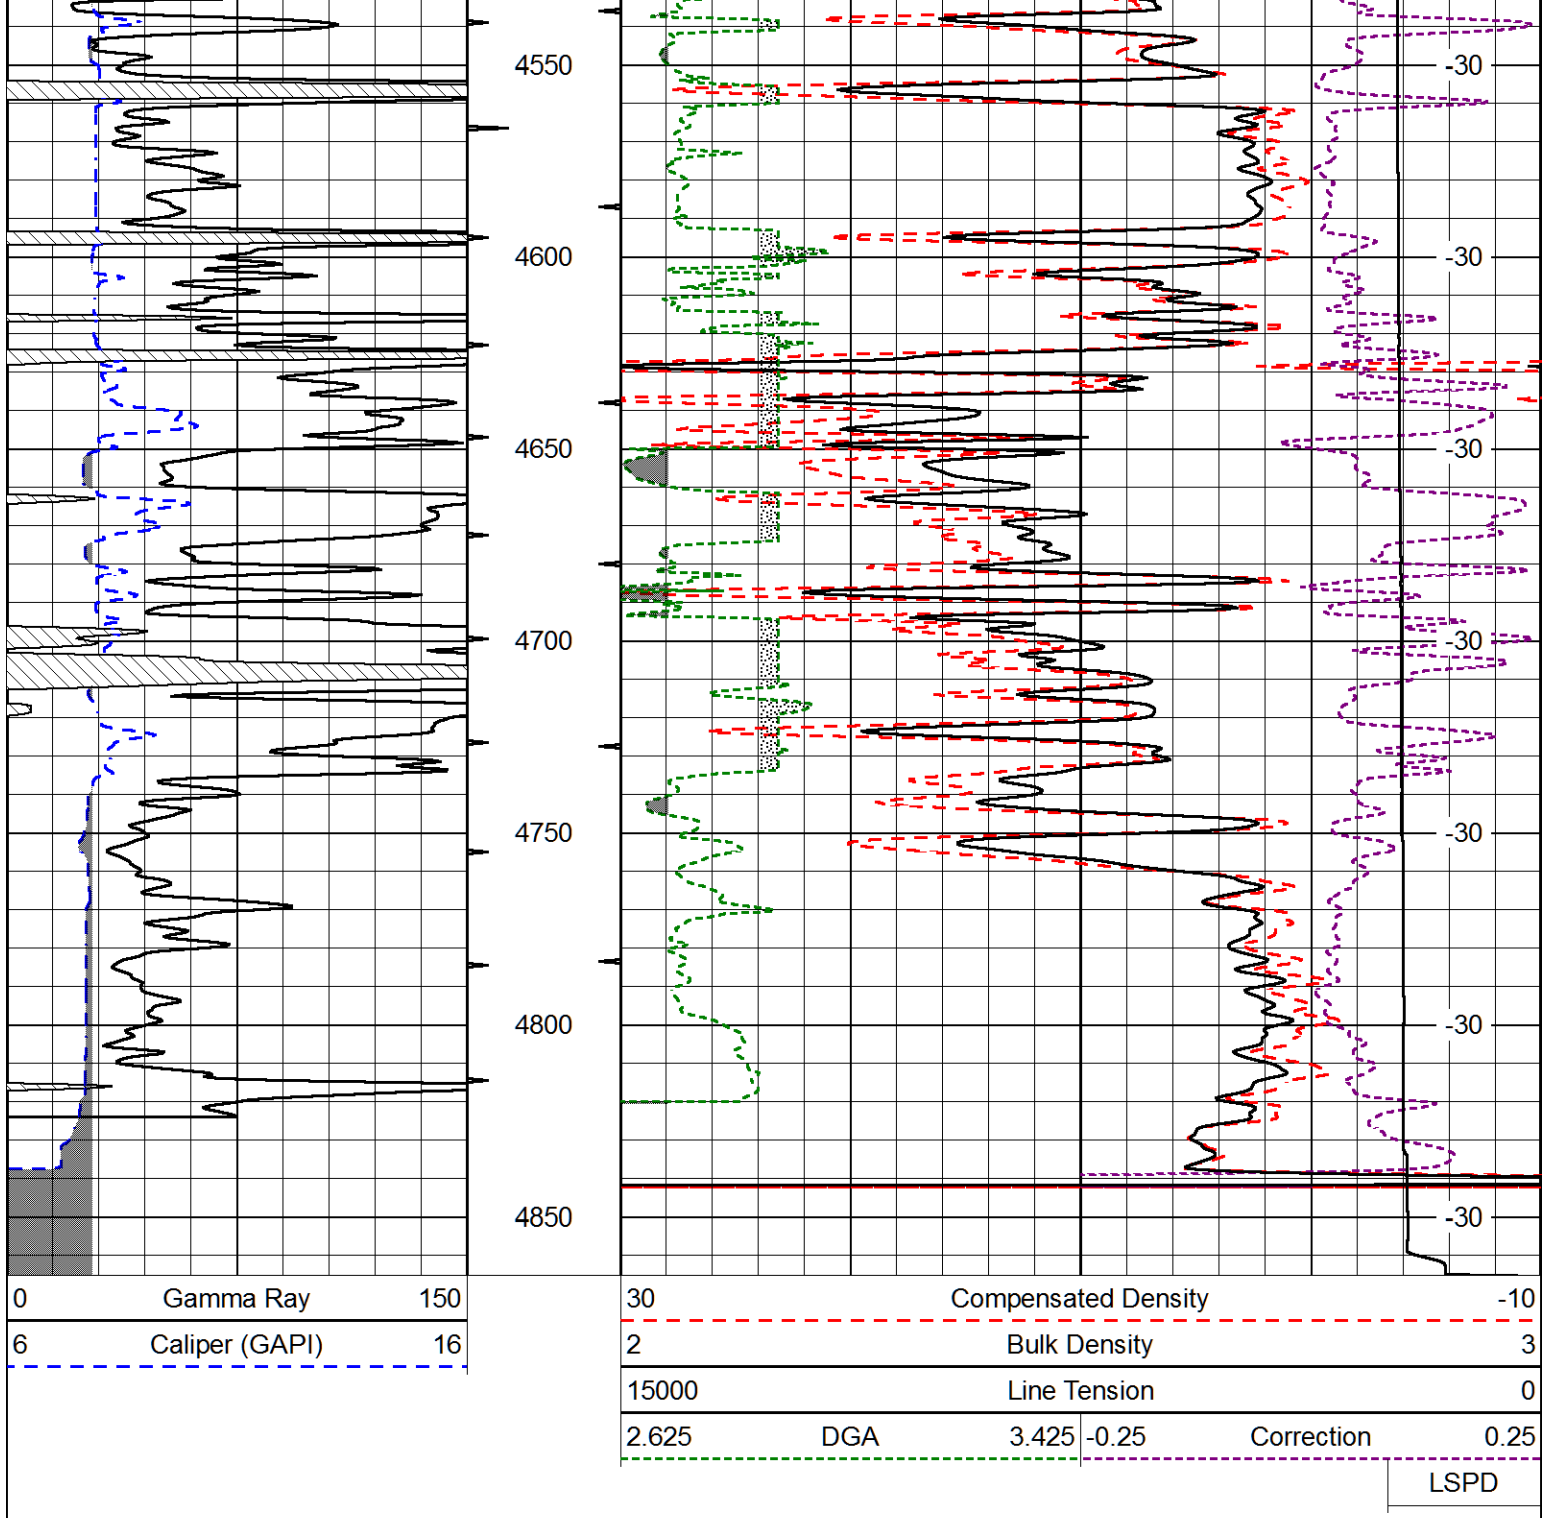 4550 -30
4600 -30
4650 -30
4700 -30
4750 -30
4800 -30
4850 -30
0 Gamma Ray 150 30 Compensated Density -10
6 Caliper (GAPI) 16 2 Bulk Density 3
15000 Line Tension 0
2.625 DGA 3.425 -0.25 Correction 0.25
LSPD